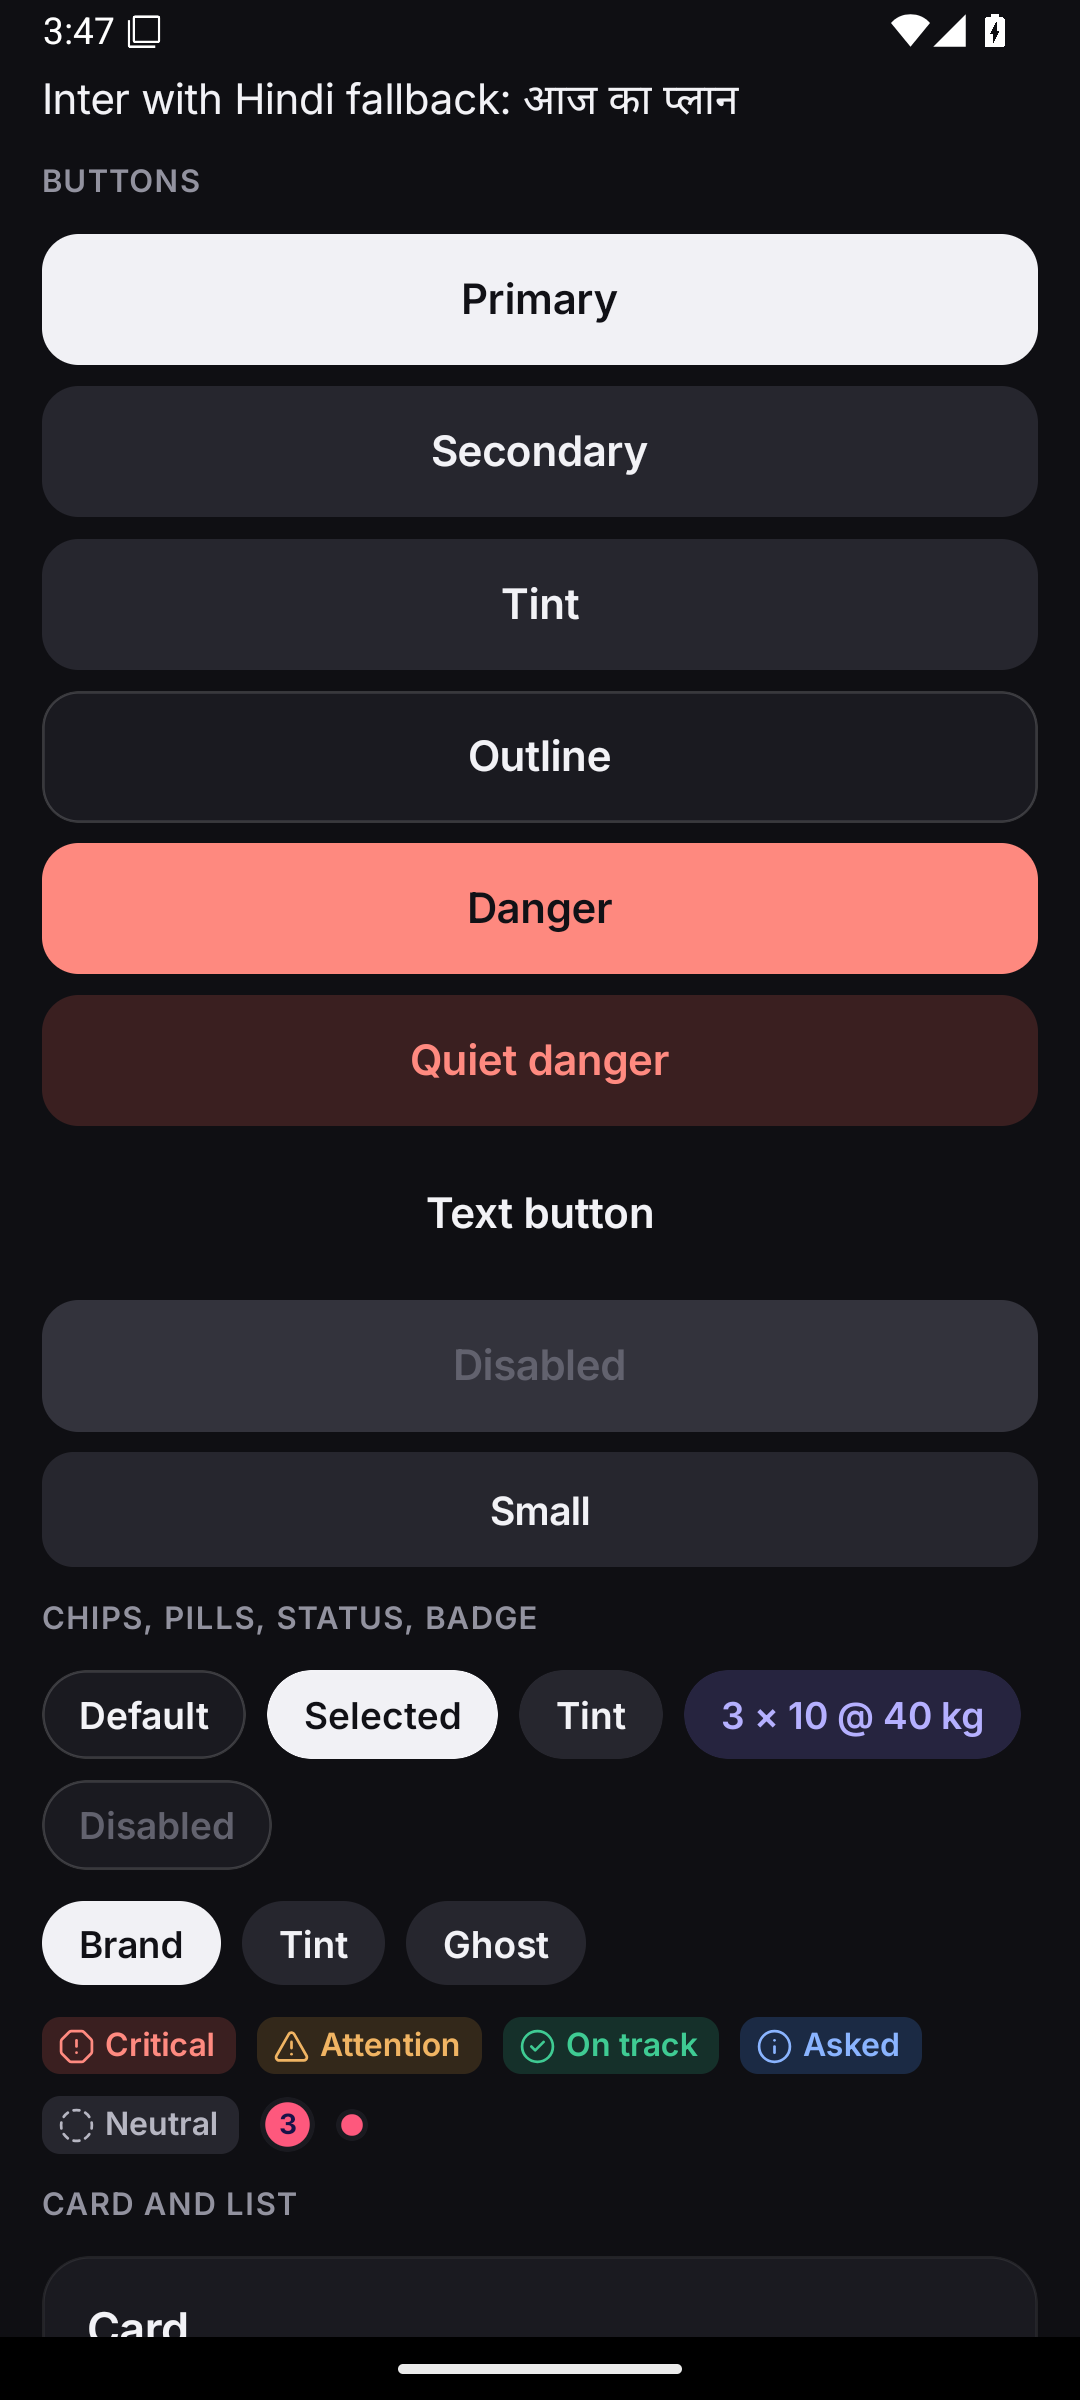 3:47
Inter with Hindi fallback: आज का प्लान
BUTTONS
Primary
Secondary
Tint
Outline
Danger
Quiet danger
Text button
Disabled
Small
CHIPS, PILLS, STATUS, BADGE
Default Selected Tint 3 × 10 @ 40 kg
Disabled
Brand Tint Ghost
Critical Attention On track Asked
Neutral 3
CARD AND LIST
Card